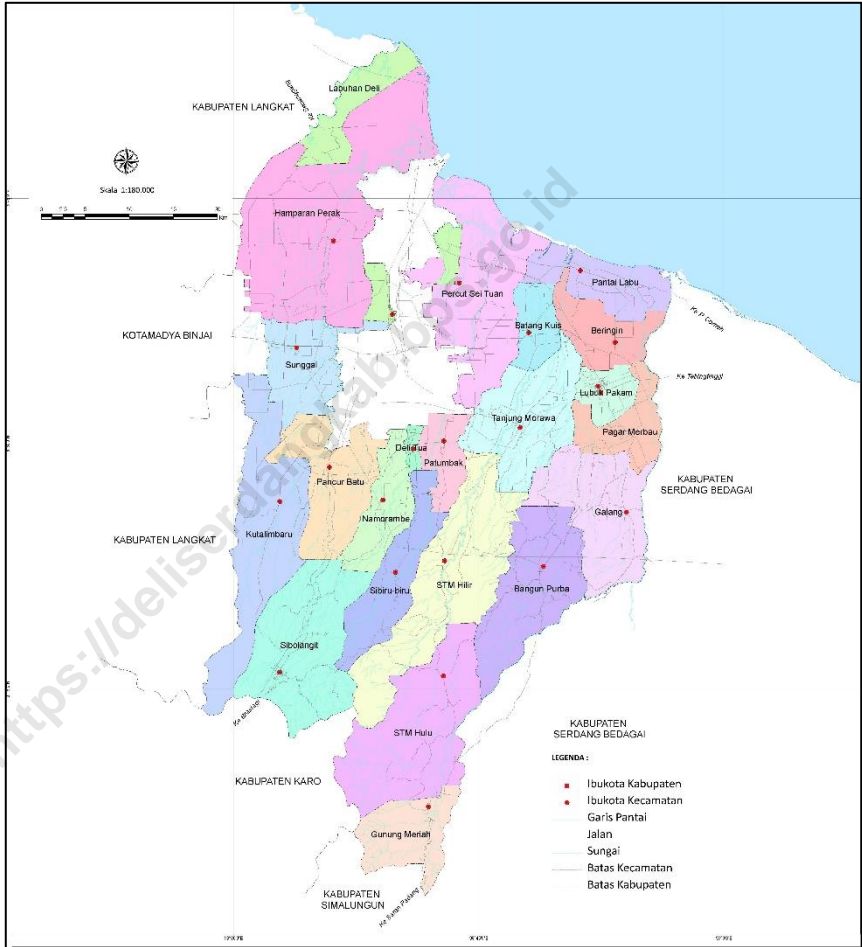 Labuhan Deli
KABUPATEN LANGKAT
Skala 1:180.000
Km
Hamparan Perak
Pantai Labu
Percut Sei Tuan
Batang Kuis
Beringin
KOTAMADYA BINJAI
Sunggal
Ke Tebingtinggi
Lubuk Pakam
Tanjung Morawa
Pagar Merbau
Deli Tua
Patumbak
Pancur Batu
KABUPATEN
SERDANG BEDAGAI
Namorambe
Galang
Kutalimbaru
KABUPATEN LANGKAT
STM Hilir
Sibiru-biru
Bangun Purba
Sibolangit
KABUPATEN
SERDANG BEDAGAI
STM Hulu
LEGENDA :
KABUPATEN KARO
Ibukota Kabupaten
Ibukota Kecamatan
Garis Pantai
Jalan
Sungai
Batas Kecamatan
Batas Kabupaten
Gunung Meriah
KABUPATEN
SIMALUNGUN
https://deliserdangkab.bps.go.id